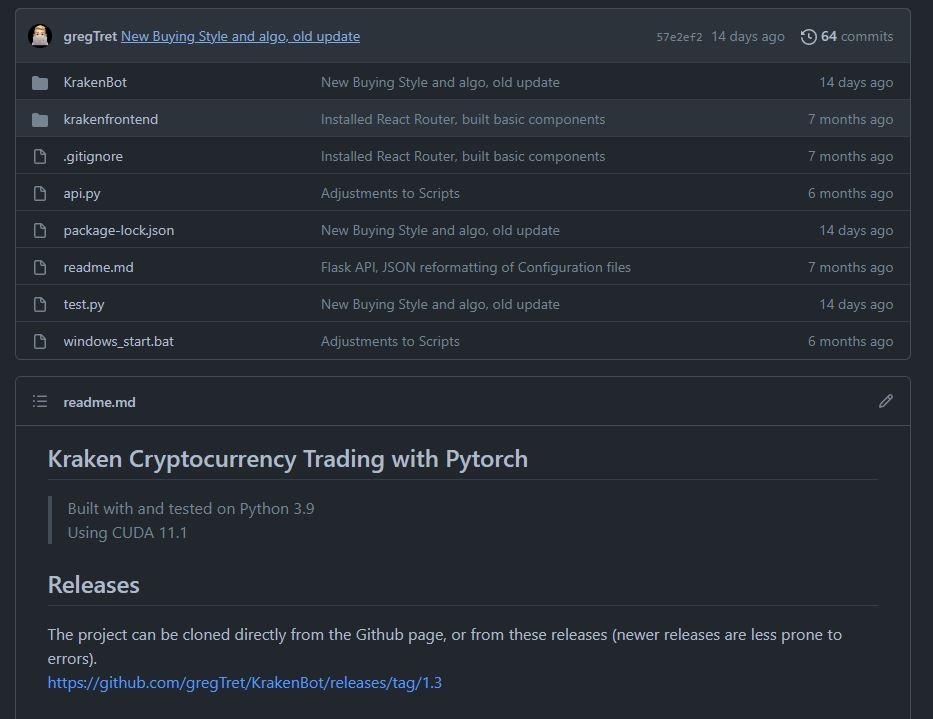 gregTret New Buying Style and algo, old update 57e2ef2 14 days ago 64 commits
KrakenBot New Buying Style and algo, old update 14 days ago
krakenfrontend Installed React Router, built basic components 7 months ago
.gitignore Installed React Router, built basic components 7 months ago
api.py Adjustments to Scripts 6 months ago
package-lock.json New Buying Style and algo, old update 14 days ago
readme.md Flask API, JSON reformatting of Configuration files 7 months ago
test.py New Buying Style and algo, old update 14 days ago
windows_start.bat Adjustments to Scripts 6 months ago
readme.md
Kraken Cryptocurrency Trading with Pytorch
Built with and tested on Python 3.9
Using CUDA 11.1
Releases
The project can be cloned directly from the Github page, or from these releases (newer releases are less prone to
errors).
https://github.com/gregTret/KrakenBot/releases/tag/1.3